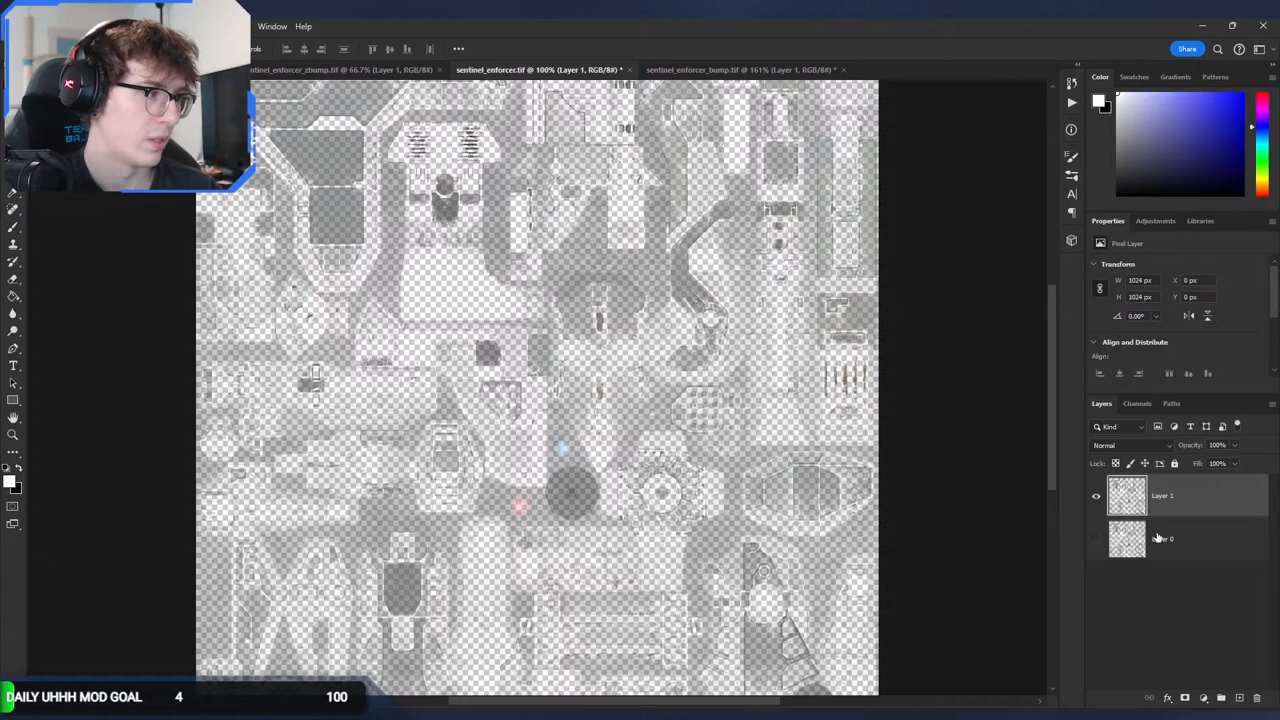 Window Help
Share
entinel_enforcer_zbump.tif @ 66.7% (Layer 1, RGB/8#) ×
sentinel_enforcer.tif @ 100% (Layer 1, RGB/8#) * ×
sentinel_enforcer_bump.tif @ 161% (Layer 1, RGB/8#) * ×
Color Swatches Gradients Patterns
Properties Adjustments Libraries
Pixel Layer
Transform
W 1024 px X 0 px
H 1024 px Y 0 px
0.00°
Align and Distribute
Align:
Layers Channels Paths
Kind
Normal Opacity: 100%
Lock: Fill: 100%
Layer 1
0
DAILY UHHH MOD GOAL 4 100